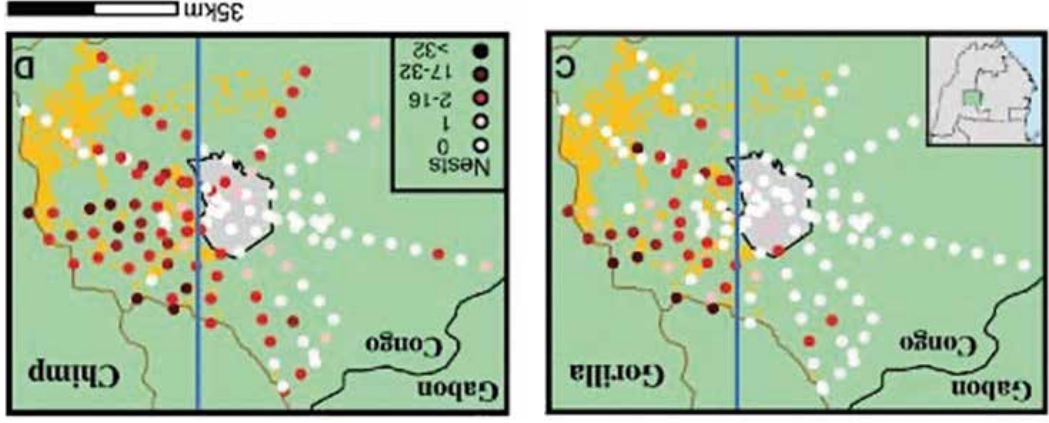 Gabon
Congo
Gorilla
C
Gabon
Congo
Chimp
Nests
0
1
2-16
17-32
>32
D
35km